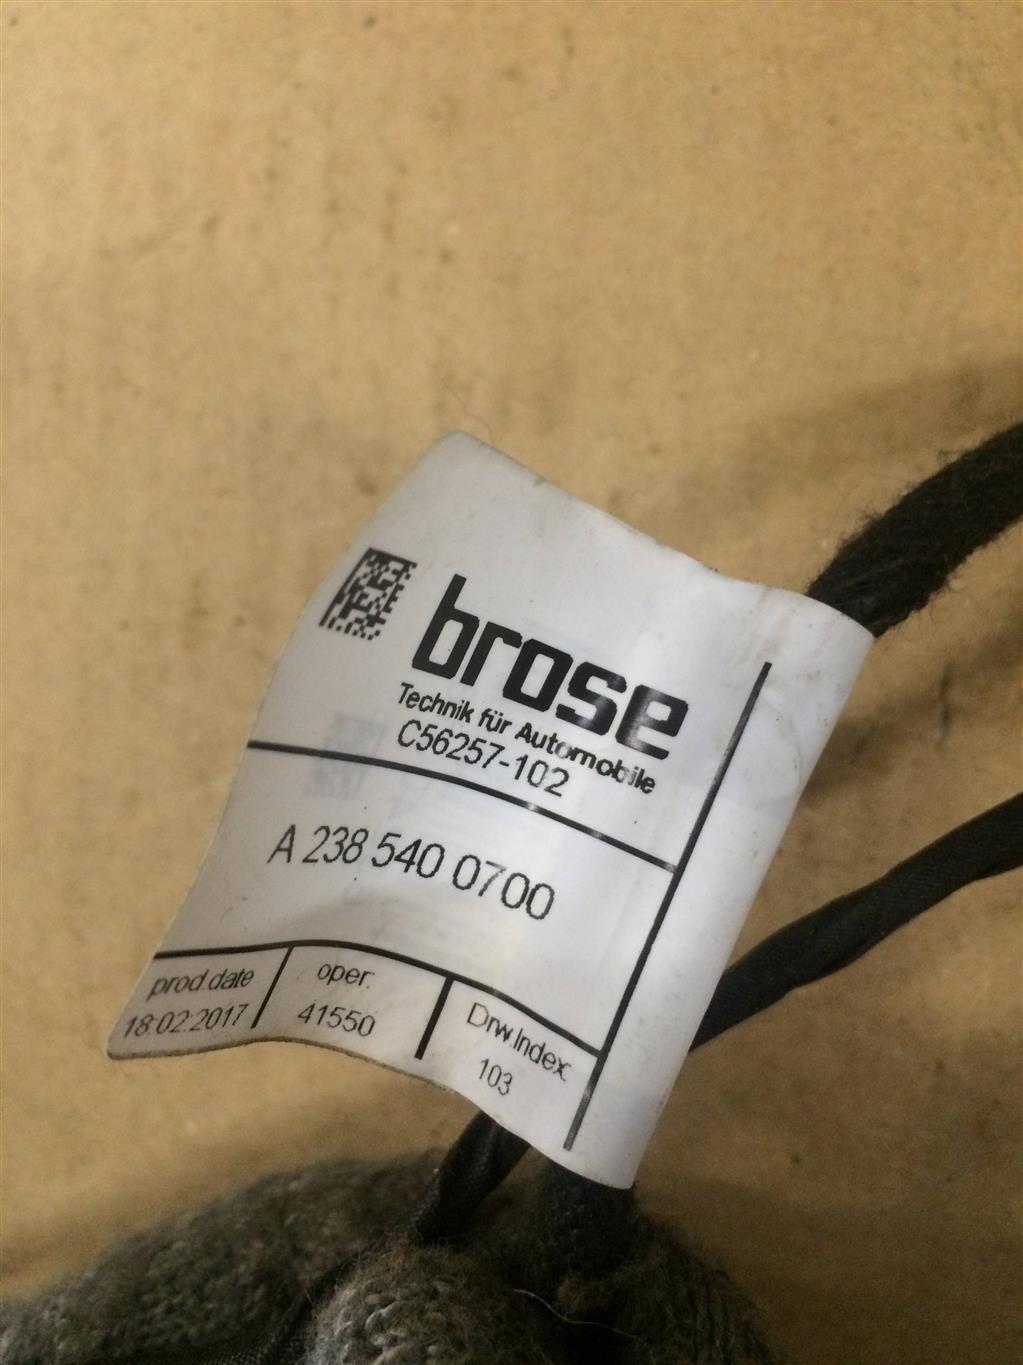 brose
Technik für Automobile
C56257-102
A 238 540 0700
prod.date
18.02.2017
oper.
41550
Drw.Index.
103